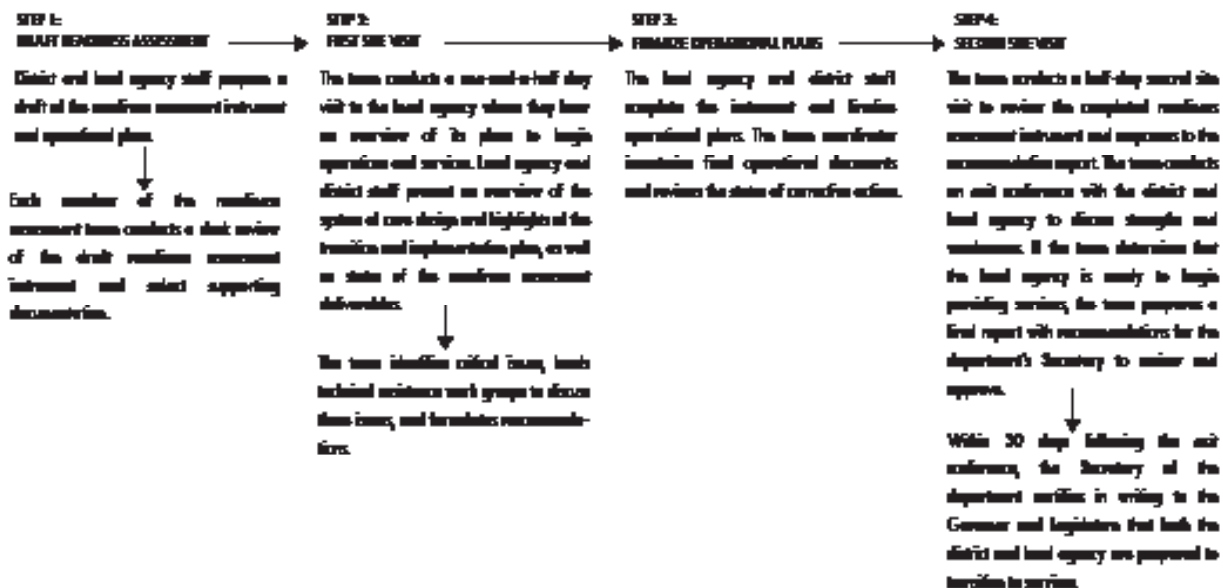 STEP 1:
DRAFT READINESS ASSESSMENT
District and lead agency staff prepare a
draft of the readiness assessment instrument
and operational plans.
Each member of the readiness
assessment team conducts a desk review
of the draft readiness assessment
instrument and select supporting
documentation.
STEP 2:
FIRST SITE VISIT
The team conducts a one-and-a-half day
visit to the lead agency where they hear
an overview of its plan to begin
operations and services. Lead agency and
district staff present an overview of the
system of care design and highlights of the
transition and implementation plan, as well
as status of the readiness assessment
deliverables.
The team identifies critical issues, leads
technical assistance work groups to discuss
these issues, and formulates recommenda-
tions.
STEP 3:
FINALIZE OPERATIONAL PLANS
The lead agency and district staff
complete the instrument and finalize
operational plans. The team coordinator
final operational documents
and reviews the status of corrective actions.
STEP 4:
SECOND SITE VISIT
The team conducts a half-day second site
visit to review the completed readiness
assessment instrument and responses to the
recommendation report. The team conducts
an exit conference with the district and
lead agency to discuss strengths and
weaknesses. If the team determines that
the lead agency is ready to begin
providing services, the team prepares a
final report with recommendations for the
department's Secretary to review and
approve.
Within 30 days following the exit
conference, the Secretary of the
department certifies in writing to the
Governor and Legislature that both the
district and lead agency are prepared to
transition to services.